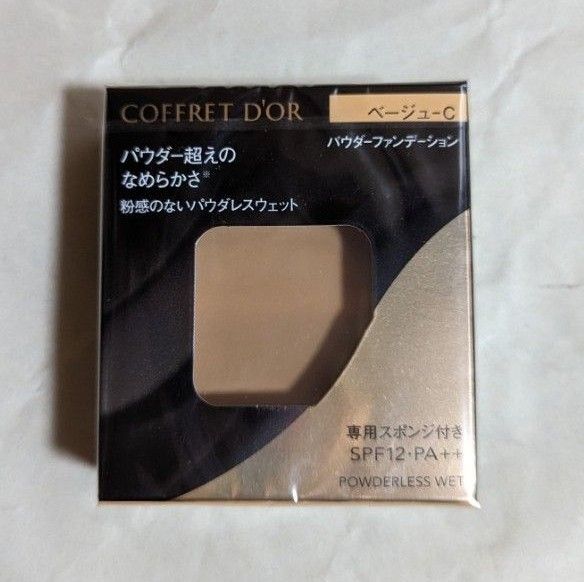 COFFRET D'OR
ベージュ-C
パウダーファンデーション
パウダー超えの
なめらかさ※
粉感のないパウダレスウェット
専用スポンジ付き
SPF12・PA++
POWDERLESS WET